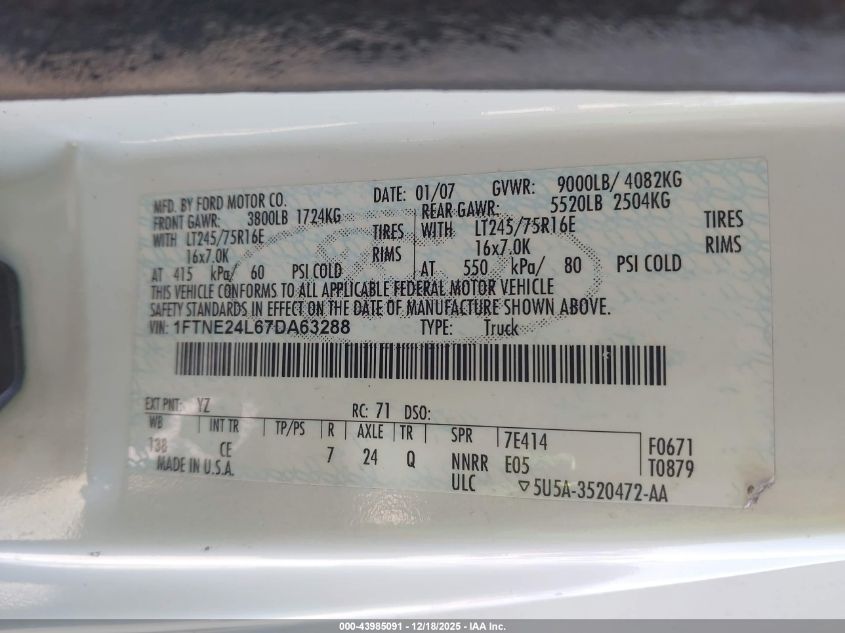 MFD. BY FORD MOTOR CO. DATE: 01/07 GVWR: 9000LB/ 4082KG
FRONT GAWR: 3800LB 1724KG REAR GAWR: 5520LB 2504KG
WITH LT245/75R16E TIRES WITH LT245/75R16E TIRES
16x7.0K RIMS 16x7.0K RIMS
AT 415 kPa/ 60 PSI COLD AT 550 kPa/ 80 PSI COLD
THIS VEHICLE CONFORMS TO ALL APPLICABLE FEDERAL MOTOR VEHICLE
SAFETY STANDARDS IN EFFECT ON THE DATE OF MANUFACTURE SHOWN ABOVE.
VIN: 1FTNE24L67DA63288 TYPE: Truck
EXT PNT: YZ RC: 71 DSO:
WB INT TR TP/PS R AXLE TR SPR 7E414 F0671
138 CE 7 24 Q NNRR E05 T0879
MADE IN U.S.A. ULC ▽5U5A-3520472-AA
000-43985091 - 12/18/2025 - IAA Inc.